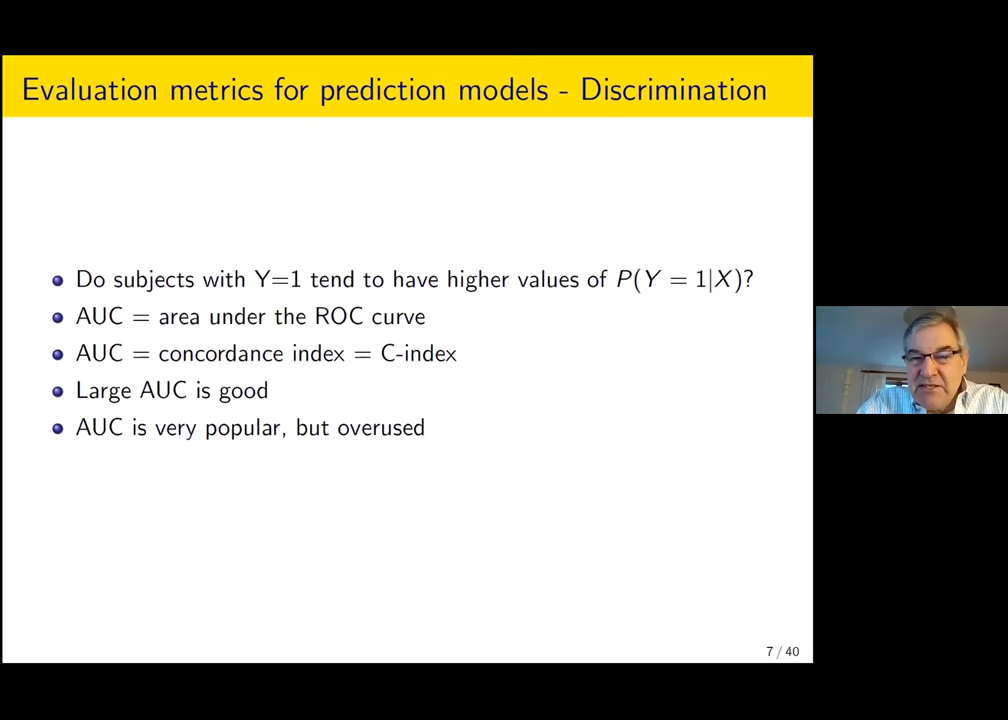 Evaluation metrics for prediction models - Discrimination
Do subjects with Y=1 tend to have higher values of P(Y = 1|X)?
AUC = area under the ROC curve
AUC = concordance index = C-index
Large AUC is good
AUC is very popular, but overused
7 / 40